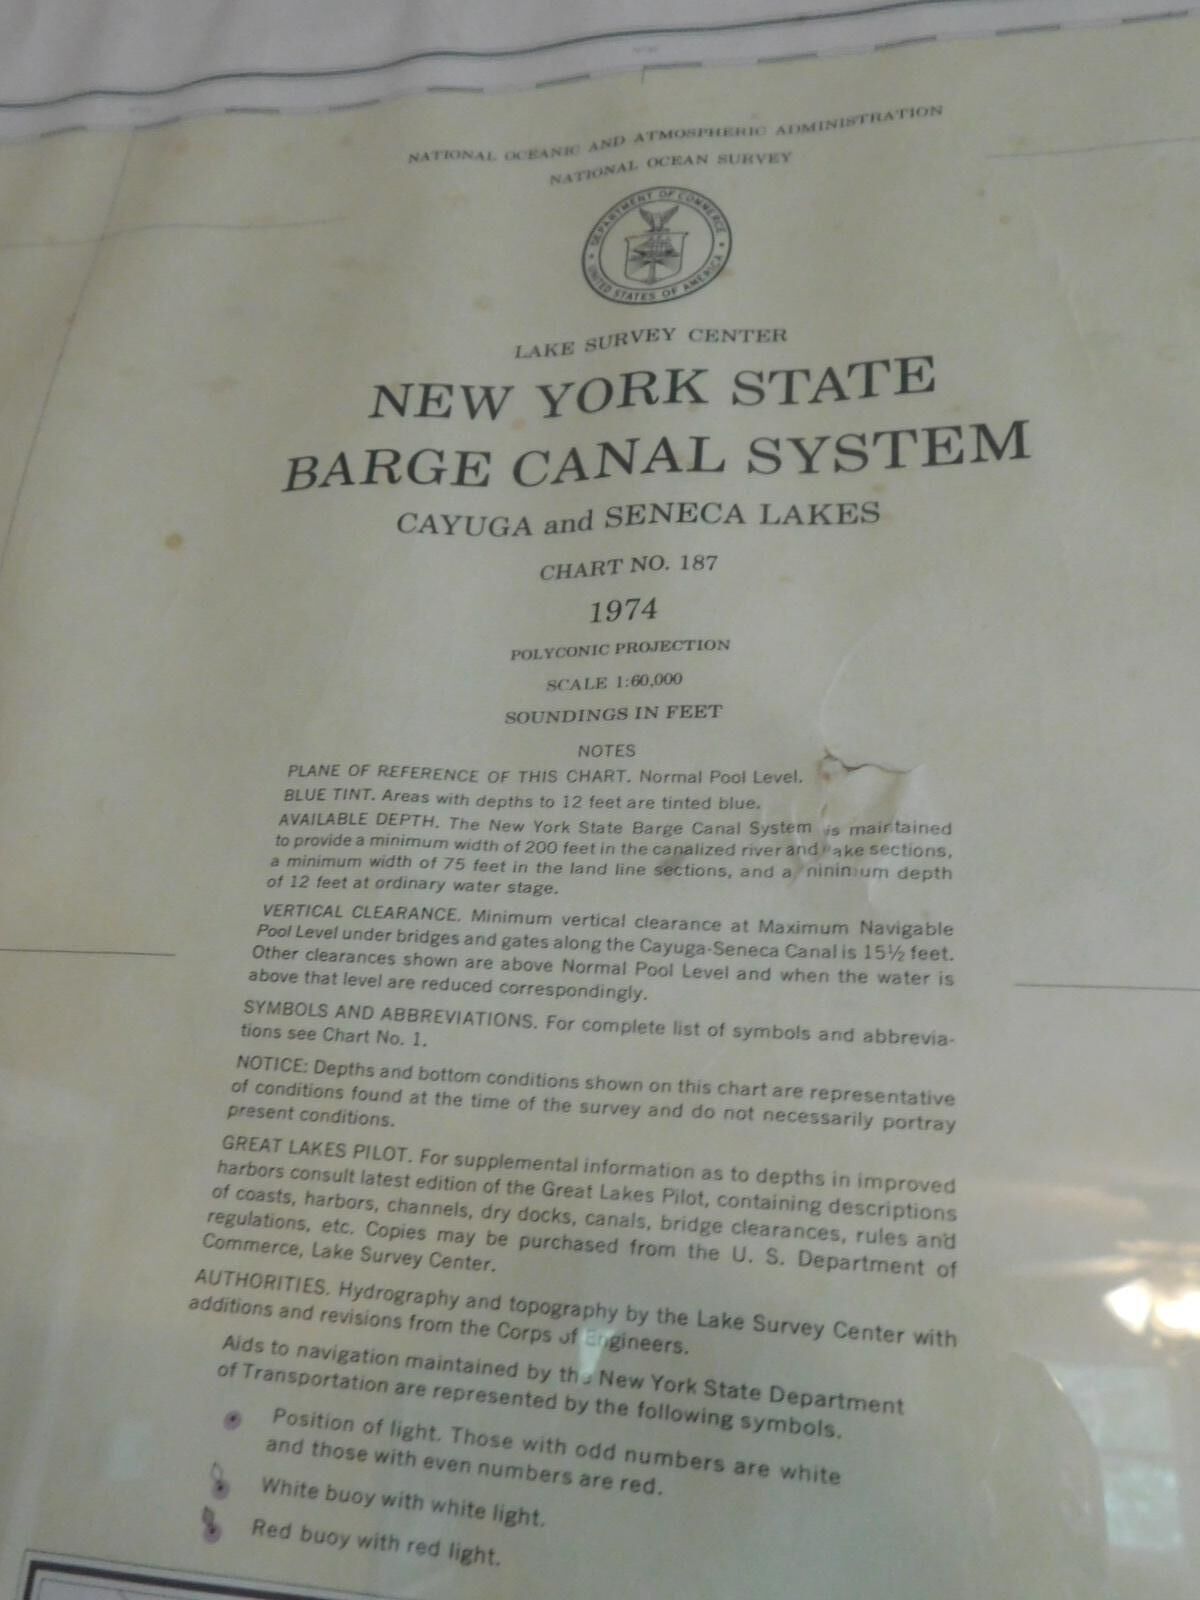 NATIONAL OCEANIC AND ATMOSPHERIC ADMINISTRATION
NATIONAL OCEAN SURVEY
DEPARTMENT OF COMMERCE
UNITED STATES OF AMERICA
LAKE SURVEY CENTER
NEW YORK STATE
BARGE CANAL SYSTEM
CAYUGA and SENECA LAKES
CHART NO. 187
1974
POLYCONIC PROJECTION
SCALE 1:60,000
SOUNDINGS IN FEET
NOTES
PLANE OF REFERENCE OF THIS CHART. Normal Pool Level.
BLUE TINT. Areas with depths to 12 feet are tinted blue.
AVAILABLE DEPTH. The New York State Barge Canal System is maintained
to provide a minimum width of 200 feet in the canalized river and lake sections,
a minimum width of 75 feet in the land line sections, and a minimum depth
of 12 feet at ordinary water stage.
VERTICAL CLEARANCE. Minimum vertical clearance at Maximum Navigable
Pool Level under bridges and gates along the Cayuga-Seneca Canal is 15½ feet.
Other clearances shown are above Normal Pool Level and when the water is
above that level are reduced correspondingly.
SYMBOLS AND ABBREVIATIONS. For complete list of symbols and abbrevia-
tions see Chart No. 1.
NOTICE: Depths and bottom conditions shown on this chart are representative
of conditions found at the time of the survey and do not necessarily portray
present conditions.
GREAT LAKES PILOT. For supplemental information as to depths in improved
harbors consult latest edition of the Great Lakes Pilot, containing descriptions
of coasts, harbors, channels, dry docks, canals, bridge clearances, rules and
regulations, etc. Copies may be purchased from the U. S. Department of
Commerce, Lake Survey Center.
AUTHORITIES. Hydrography and topography by the Lake Survey Center with
additions and revisions from the Corps of Engineers.
Aids to navigation maintained by the New York State Department
of Transportation are represented by the following symbols.
Position of light. Those with odd numbers are white
and those with even numbers are red.
White buoy with white light.
Red buoy with red light.